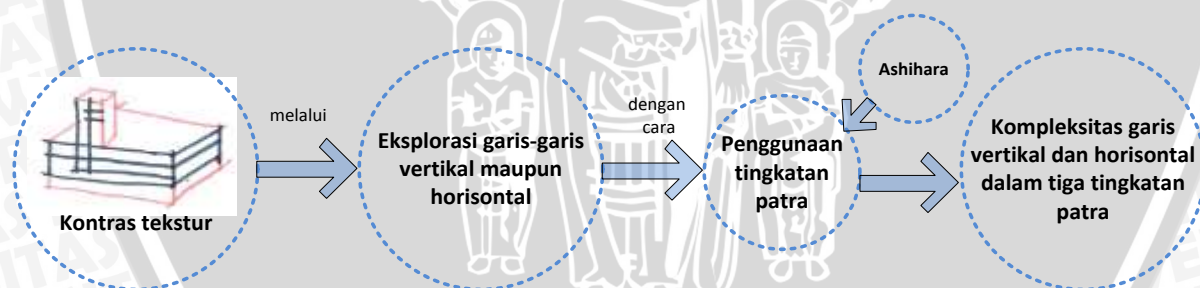 Kontras tekstur
melalui
Eksplorasi garis-garis
vertikal maupun
horisontal
dengan
cara
Penggunaan
tingkatan
patra
Ashihara
Kompleksitas garis
vertikal dan horisontal
dalam tiga tingkatan
patra